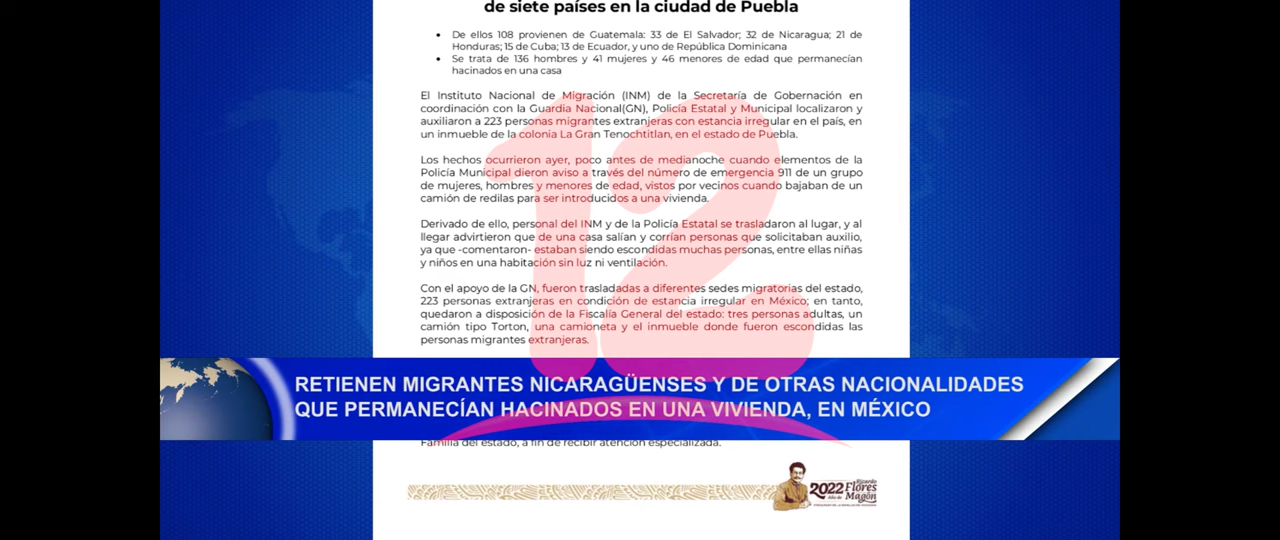 de siete países en la ciudad de Puebla
• De ellos 108 provienen de Guatemala: 33 de El Salvador; 32 de Nicaragua; 21 de
Honduras; 15 de Cuba; 13 de Ecuador, y uno de República Dominicana
• Se trata de 136 hombres y 41 mujeres y 46 menores de edad que permanecían
hacinados en una casa
El Instituto Nacional de Migración (INM) de la Secretaría de Gobernación en
coordinación con la Guardia Nacional(GN), Policía Estatal y Municipal localizaron y
auxiliaron a 223 personas migrantes extranjeras con estancia irregular en el país, en
un inmueble de la colonia La Gran Tenochtitlan, en el estado de Puebla.
Los hechos ocurrieron ayer, poco antes de medianoche cuando elementos de la
Policía Municipal dieron aviso a través del número de emergencia 911 de un grupo
de mujeres, hombres y menores de edad, vistos por vecinos cuando bajaban de un
camión de redilas para ser introducidos a una vivienda.
Derivado de ello, personal del INM y de la Policía Estatal se trasladaron al lugar, y al
llegar advirtieron que de una casa salían y corrían personas que solicitaban auxilio,
ya que -comentaron- estaban siendo escondidas muchas personas, entre ellas niñas
y niños en una habitación sin luz ni ventilación.
Con el apoyo de la GN, fueron trasladadas a diferentes sedes migratorias del estado,
223 personas extranjeras en condición de estancia irregular en México; en tanto,
quedaron a disposición de la Fiscalía General del estado: tres personas adultas, un
camión tipo Torton, una camioneta y el inmueble donde fueron escondidas las
personas migrantes extranjeras.
12
RETIENEN MIGRANTES NICARAGÜENSES Y DE OTRAS NACIONALIDADES
QUE PERMANECÍAN HACINADOS EN UNA VIVIENDA, EN MÉXICO
Familia del estado, a fin de recibir atención especializada.
2022 Año de Ricardo Flores Magón